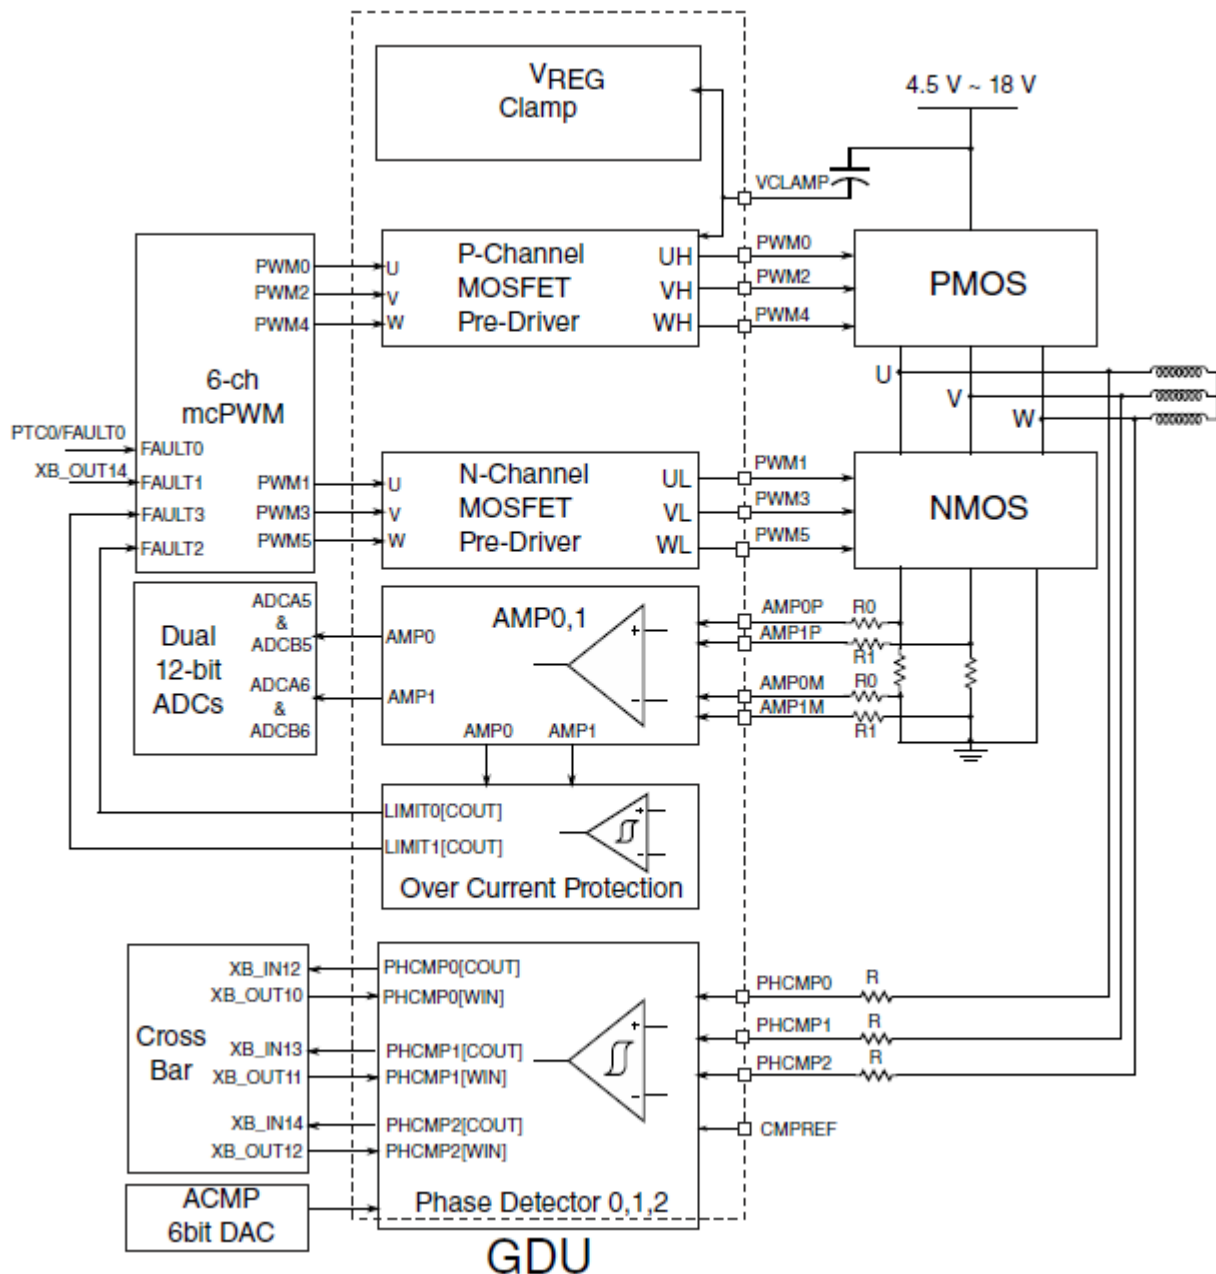 VREG
Clamp
4.5 V ~ 18 V
VCLAMP
PWM0
PWM2
PWM4
6-ch
mcPWM
PTC0/FAULT0
FAULT0
XB_OUT14
FAULT1
FAULT3
FAULT2
PWM1
PWM3
PWM5
U
V
W
P-Channel
MOSFET
Pre-Driver
UH
VH
WH
PWM0
PWM2
PWM4
PMOS
U
V
W
U
V
W
N-Channel
MOSFET
Pre-Driver
UL
VL
WL
PWM1
PWM3
PWM5
NMOS
Dual
12-bit
ADCs
ADCA5
&
ADCB5
ADCA6
&
ADCB6
AMP0
AMP1
AMP0,1
+
−
AMP0 AMP1
AMP0P R0
AMP1P
R1
AMP0M R0
AMP1M
R1
LIMIT0[COUT]
LIMIT1[COUT]
+
−
Over Current Protection
Cross
Bar
XB_IN12
XB_OUT10
XB_IN13
XB_OUT11
XB_IN14
XB_OUT12
PHCMP0[COUT]
PHCMP0[WIN]
PHCMP1[COUT]
PHCMP1[WIN]
PHCMP2[COUT]
PHCMP2[WIN]
+
−
PHCMP0 R
PHCMP1 R
PHCMP2 R
CMPREF
Phase Detector 0,1,2
ACMP
6bit DAC
GDU